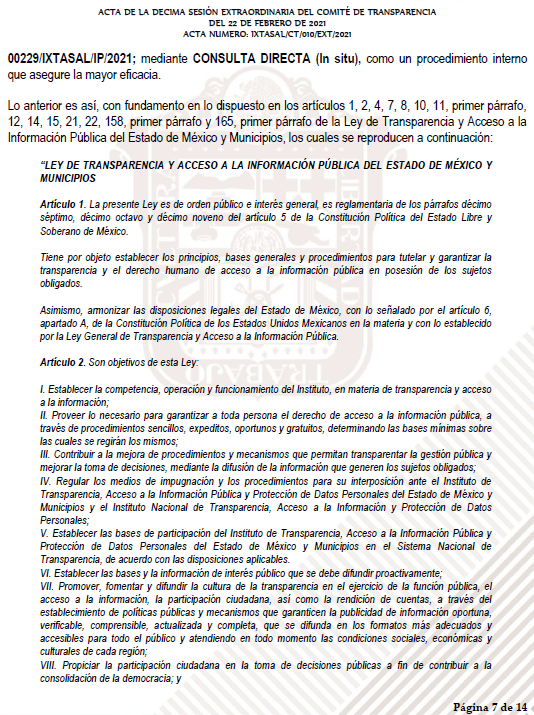 ACTA DE LA DECIMA SESIÓN EXTRAORDINARIA DEL COMITÉ DE TRANSPARENCIA
DEL 22 DE FEBRERO DE 2021
ACTA NUMERO: IXTASAL/CT/010/EXT/2021
00229/IXTASAL/IP/2021; mediante CONSULTA DIRECTA (In situ), como un procedimiento interno
que asegure la mayor eficacia.
Lo anterior es así, con fundamento en lo dispuesto en los artículos 1, 2, 4, 7, 8, 10, 11, primer párrafo,
12, 14, 15, 21, 22, 158, primer párrafo y 165, primer párrafo de la Ley de Transparencia y Acceso a la
Información Pública del Estado de México y Municipios, los cuales se reproducen a continuación:
“LEY DE TRANSPARENCIA Y ACCESO A LA INFORMACIÓN PÚBLICA DEL ESTADO DE MÉXICO Y
MUNICIPIOS
Artículo 1. La presente Ley es de orden público e interés general, es reglamentaria de los párrafos décimo
séptimo, décimo octavo y décimo noveno del artículo 5 de la Constitución Política del Estado Libre y
Soberano de México.
Tiene por objeto establecer los principios, bases generales y procedimientos para tutelar y garantizar la
transparencia y el derecho humano de acceso a la información pública en posesión de los sujetos
obligados.
Asimismo, armonizar las disposiciones legales del Estado de México, con lo señalado por el artículo 6,
apartado A, de la Constitución Política de los Estados Unidos Mexicanos en la materia y con lo establecido
por la Ley General de Transparencia y Acceso a la Información Pública.
Artículo 2. Son objetivos de esta Ley:
I. Establecer la competencia, operación y funcionamiento del Instituto, en materia de transparencia y acceso
a la información;
II. Proveer lo necesario para garantizar a toda persona el derecho de acceso a la información pública, a
través de procedimientos sencillos, expeditos, oportunos y gratuitos, determinando las bases mínimas sobre
las cuales se regirán los mismos;
III. Contribuir a la mejora de procedimientos y mecanismos que permitan transparentar la gestión pública y
mejorar la toma de decisiones, mediante la difusión de la información que generen los sujetos obligados;
IV. Regular los medios de impugnación y los procedimientos para su interposición ante el Instituto de
Transparencia, Acceso a la Información Pública y Protección de Datos Personales del Estado de México y
Municipios y el Instituto Nacional de Transparencia, Acceso a la Información y Protección de Datos
Personales;
V. Establecer las bases de participación del Instituto de Transparencia, Acceso a la Información Pública y
Protección de Datos Personales del Estado de México y Municipios en el Sistema Nacional de
Transparencia, de acuerdo con las disposiciones aplicables.
VI. Establecer las bases y la información de interés público que se debe difundir proactivamente;
VII. Promover, fomentar y difundir la cultura de la transparencia en el ejercicio de la función pública, el
acceso a la información, la participación ciudadana, así como la rendición de cuentas, a través del
establecimiento de políticas públicas y mecanismos que garanticen la publicidad de información oportuna,
verificable, comprensible, actualizada y completa, que se difunda en los formatos más adecuados y
accesibles para todo el público y atendiendo en todo momento las condiciones sociales, económicas y
culturales de cada región;
VIII. Propiciar la participación ciudadana en la toma de decisiones públicas a fin de contribuir a la
consolidación de la democracia; y
Página 7 de 14